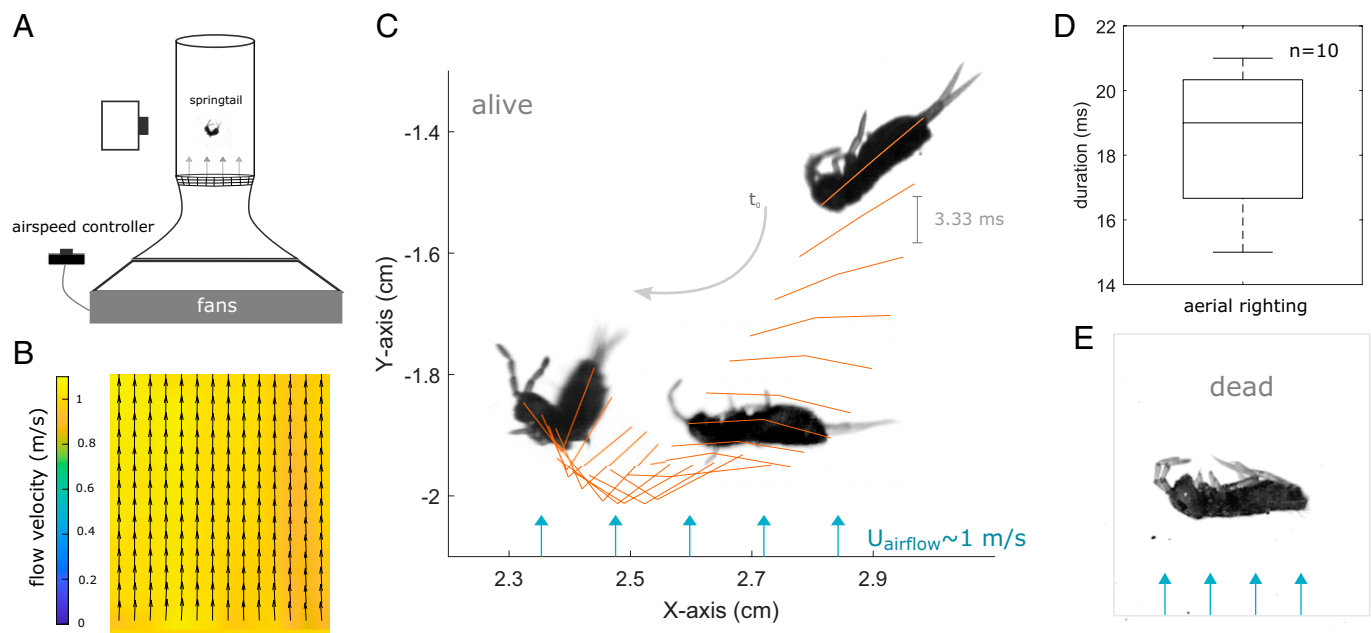 A
springtail
airspeed controller
fans
B
flow velocity (m/s)
1
0.8
0.6
0.4
0.2
0
C
alive
Y-axis (cm)
-1.4
-1.6
-1.8
-2
t0
3.33 ms
Uairflow~1 m/s
2.3
2.5
2.7
2.9
X-axis (cm)
D
n=10
duration (ms)
22
20
18
16
14
aerial righting
E
dead